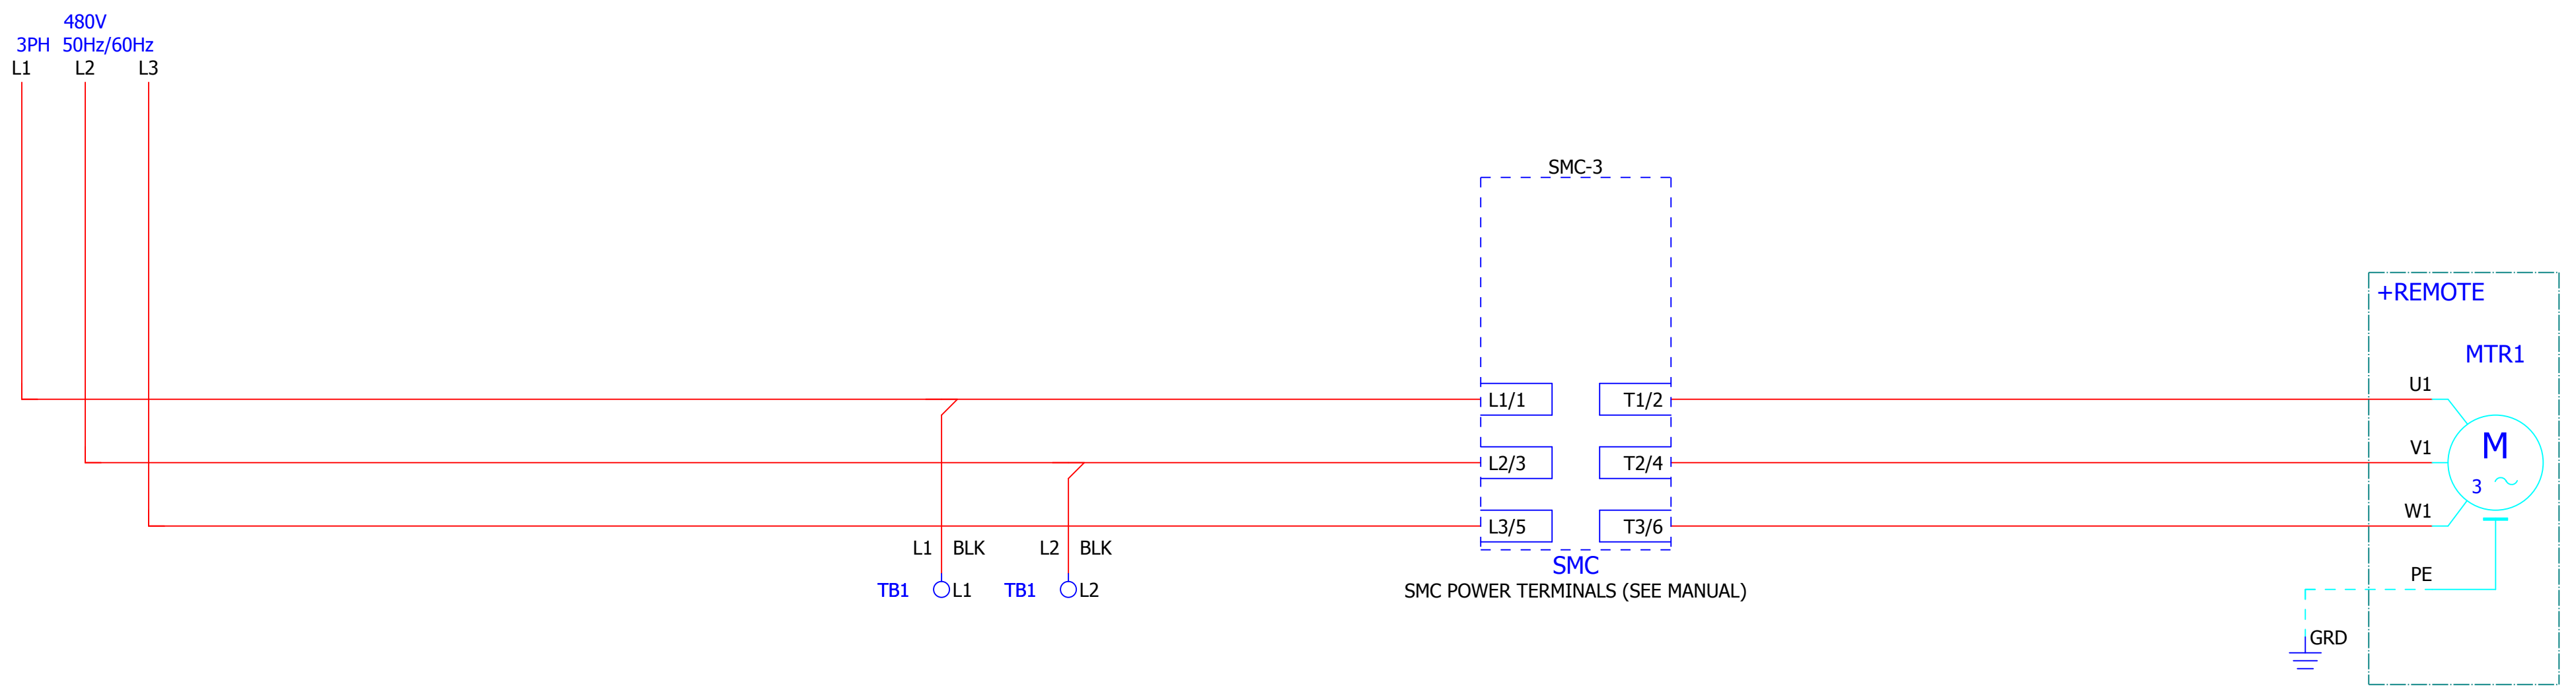 480V
3PH 50Hz/60Hz
L1 L2 L3
SMC-3
+REMOTE
MTR1
U1
L1/1 T1/2
M
V1
L2/3 T2/4
3
W1
L3/5 T3/6
L1 BLK L2 BLK
SMC
PE
TB1 L1 TB1 L2
SMC POWER TERMINALS (SEE MANUAL)
GRD